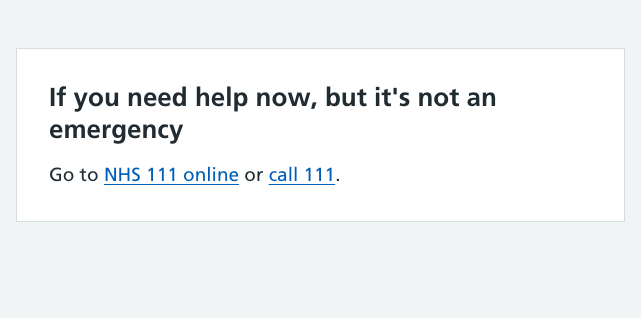 If you need help now, but it's not an
emergency
Go to NHS 111 online or call 111.